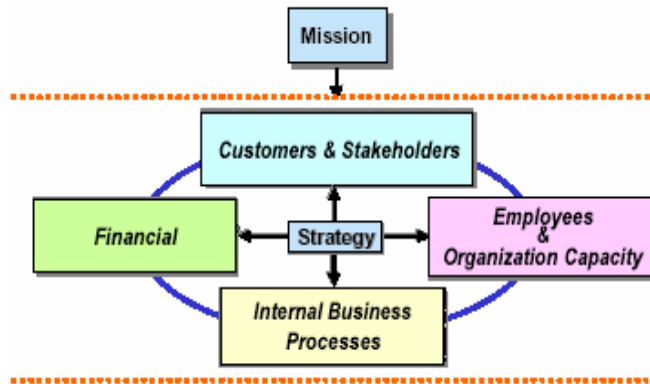 Mission
Customers & Stakeholders
Financial
Strategy
Employees
&
Organization Capacity
Internal Business
Processes